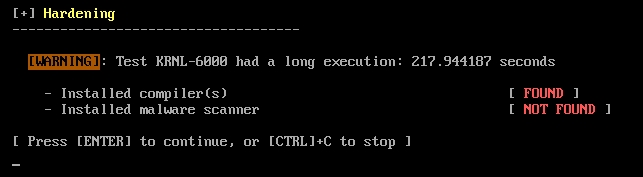 [+] Hardening
------------------------------------
[WARNING]: Test KRNL-6000 had a long execution: 217.944187 seconds
- Installed compiler(s) [ FOUND ]
- Installed malware scanner [ NOT FOUND ]
[ Press [ENTER] to continue, or [CTRL]+C to stop ]
_